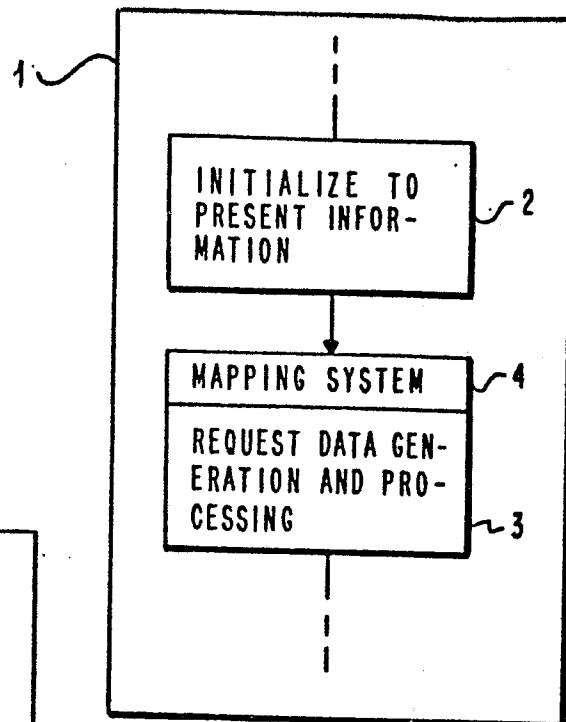 1
INITIALIZE TO
PRESENT INFOR-
MATION
2
MAPPING SYSTEM
4
REQUEST DATA GEN-
ERATION AND PRO-
CESSING
3